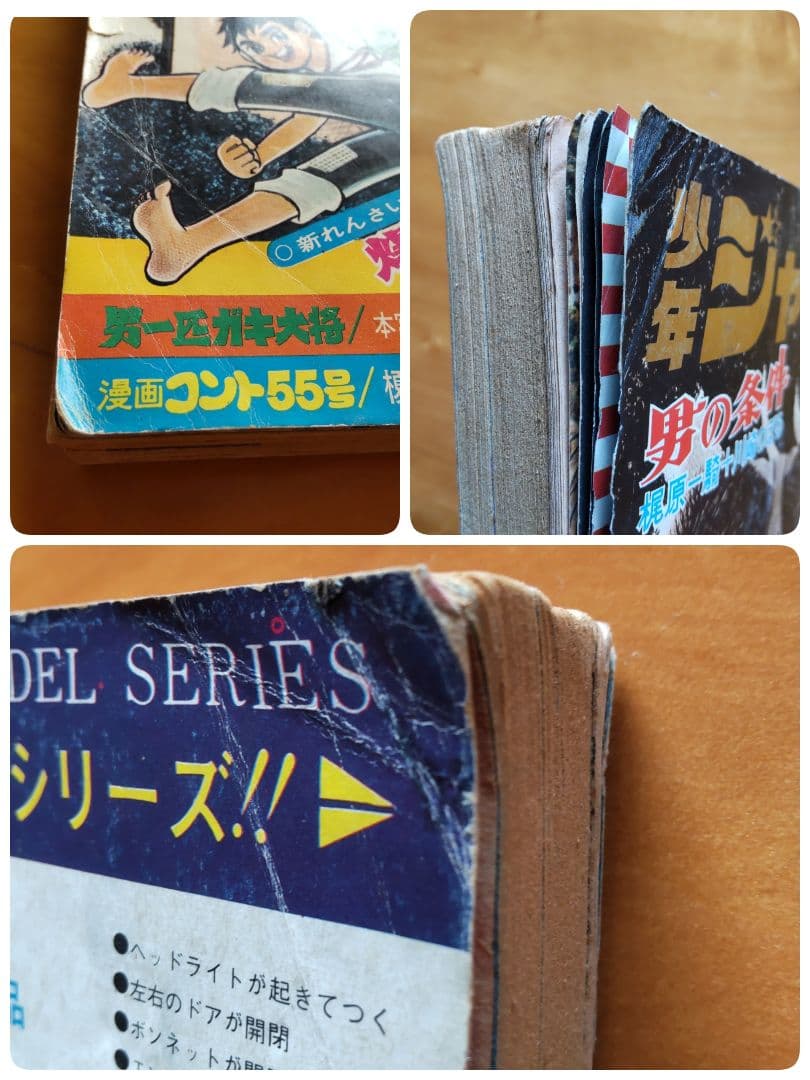 ○新れんさい
男一匹ガキ大将/本宮
漫画コント55号/
少年ジャ
男の条件
梶原一騎+川崎のぼる
DEL SERIES
シリーズ!!
●ヘッドライトが起きてつく
●左右のドアが開閉
●ボンネットが開
品